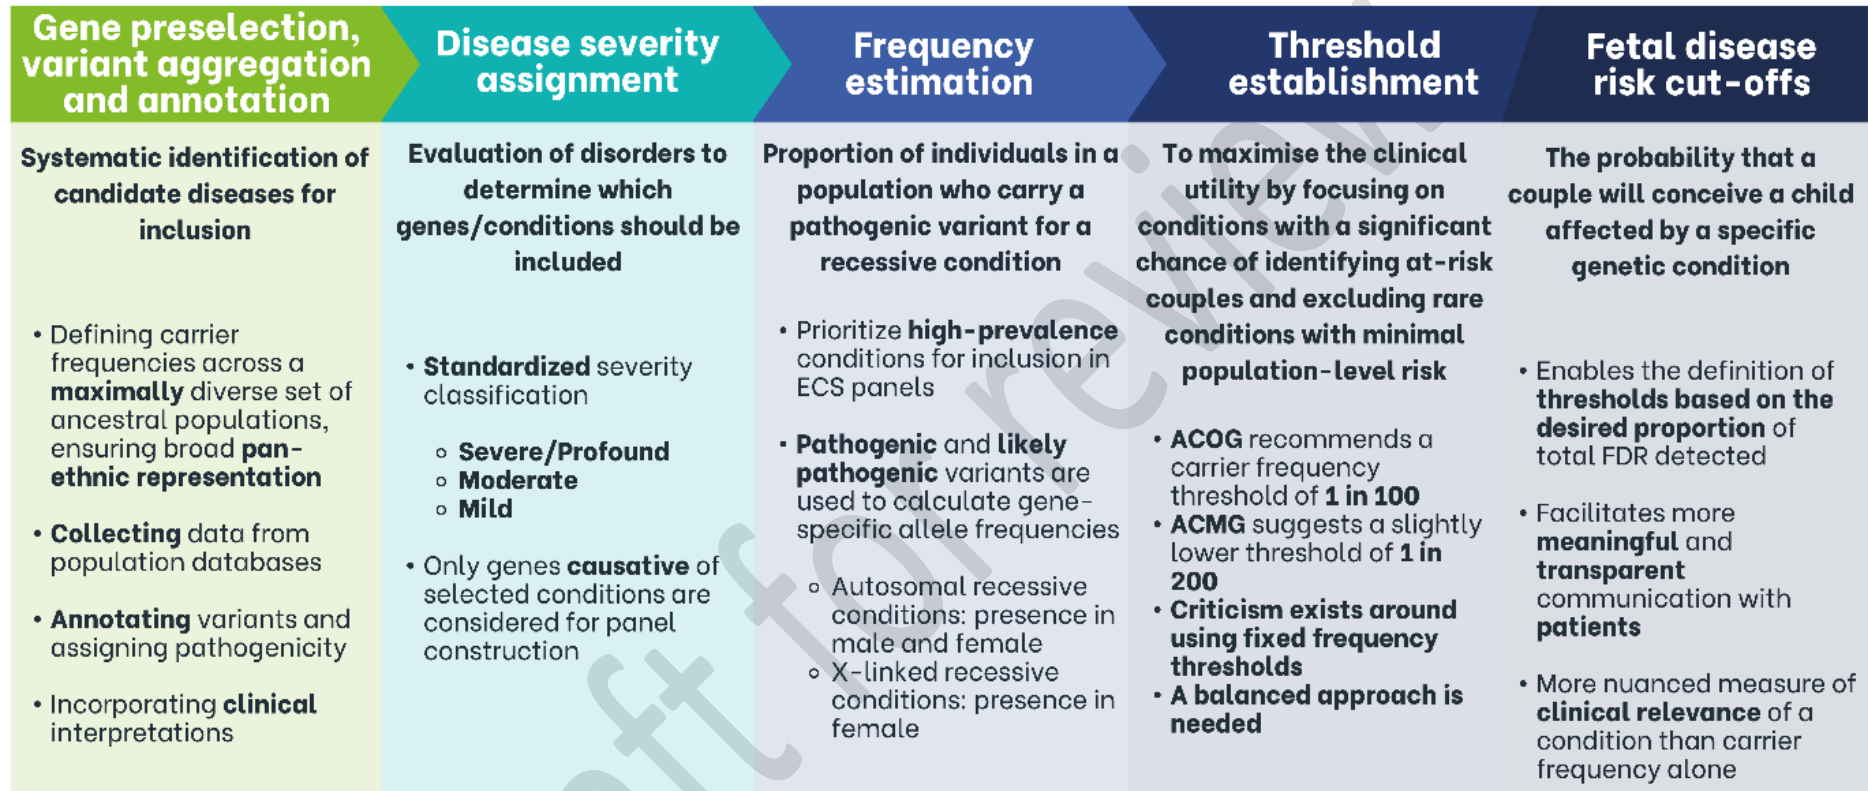 Gene preselection,
variant aggregation
and annotation
Systematic identification of
candidate diseases for
inclusion
• Defining carrier
frequencies across a
maximally diverse set of
ancestral populations,
ensuring broad pan-
ethnic representation
• Collecting data from
population databases
• Annotating variants and
assigning pathogenicity
• Incorporating clinical
interpretations
Disease severity
assignment
Evaluation of disorders to
determine which
genes/conditions should be
included
• Standardized severity
classification
◦ Severe/Profound
◦ Moderate
◦ Mild
• Only genes causative of
selected conditions are
considered for panel
construction
Frequency
estimation
Proportion of individuals in a
population who carry a
pathogenic variant for a
recessive condition
• Prioritize high-prevalence
conditions for inclusion in
ECS panels
• Pathogenic and likely
pathogenic variants are
used to calculate gene-
specific allele frequencies
◦ Autosomal recessive
conditions: presence in
male and female
◦ X-linked recessive
conditions: presence in
female
Threshold
establishment
To maximise the clinical
utility by focusing on
conditions with a significant
chance of identifying at-risk
couples and excluding rare
conditions with minimal
population-level risk
• ACOG recommends a
carrier frequency
threshold of 1 in 100
• ACMG suggests a slightly
lower threshold of 1 in
200
• Criticism exists around
using fixed frequency
thresholds
• A balanced approach is
needed
Fetal disease
risk cut-offs
The probability that a
couple will conceive a child
affected by a specific
genetic condition
• Enables the definition of
thresholds based on the
desired proportion of
total FDR detected
• Facilitates more
meaningful and
transparent
communication with
patients
• More nuanced measure of
clinical relevance of a
condition than carrier
frequency alone
for review